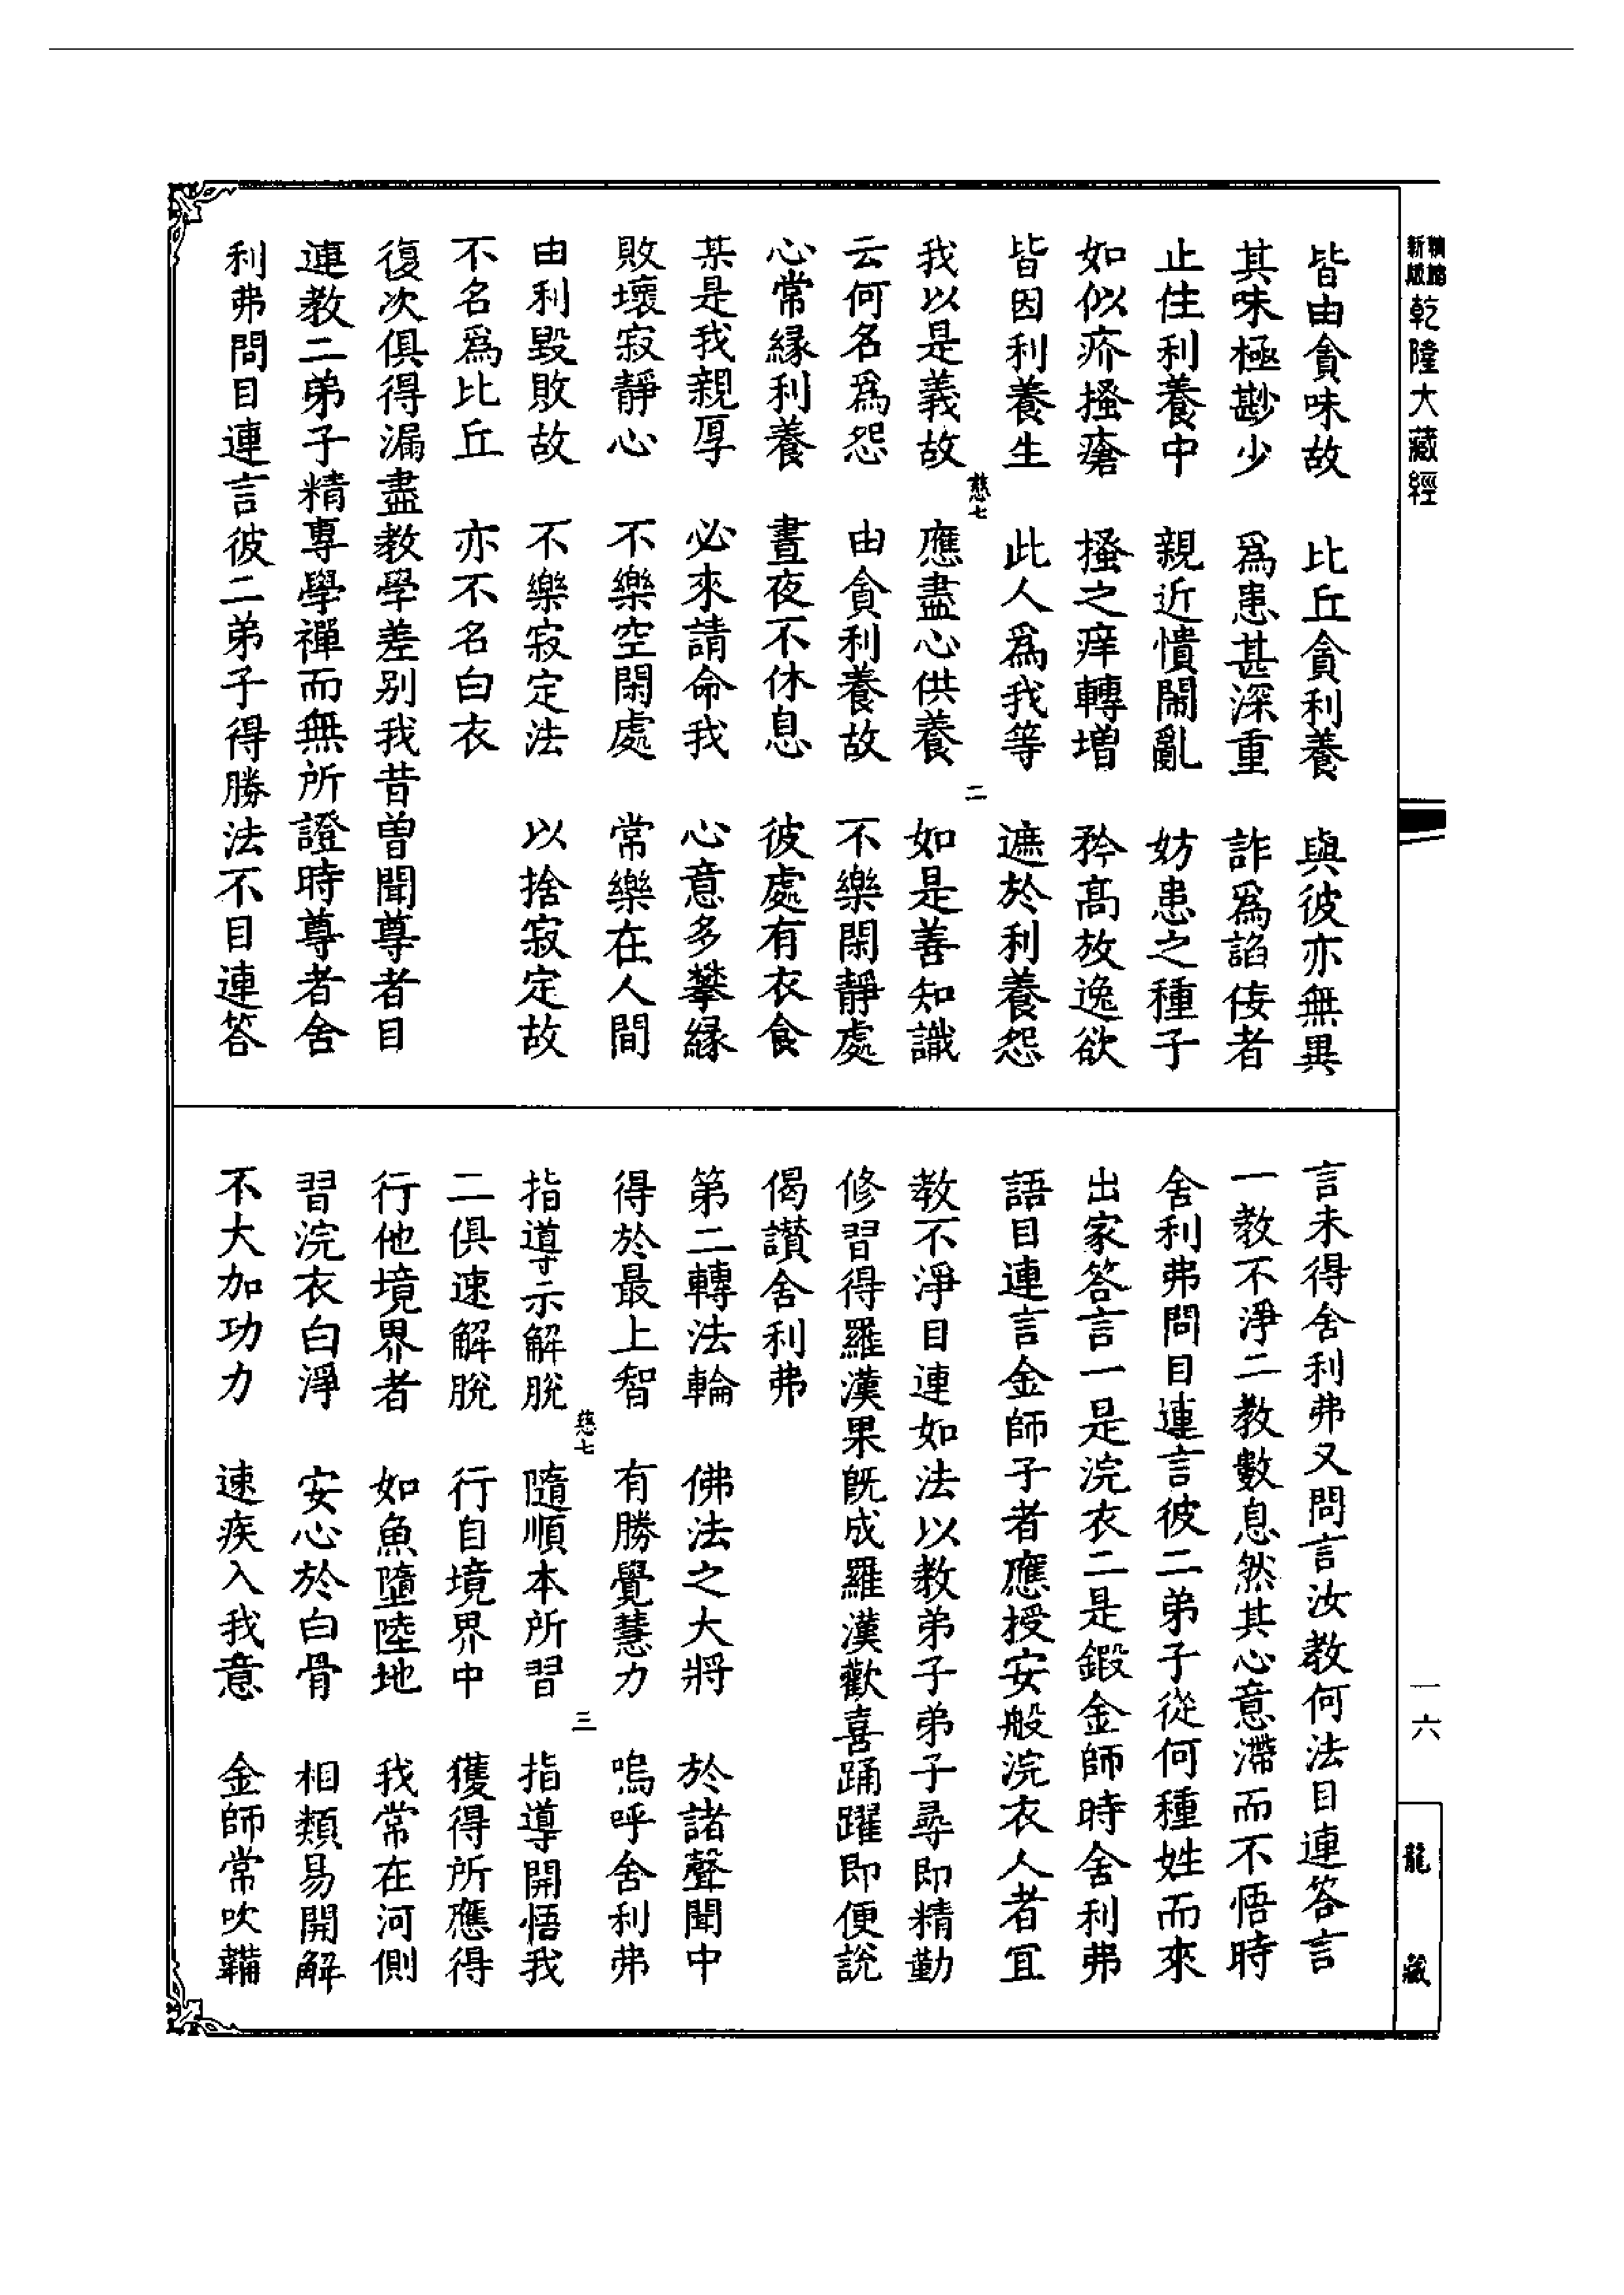 新版精縮乾隆大藏經
皆由貪味故 比丘貪利養 與彼亦無異
其味極尠少 爲患甚深重 詐爲諂佞者
止住利養中 親近憒鬧亂 妨患之種子
如似疥搔瘡 搔之痒轉增 矜高放逸欲
皆因利養生 此人爲我等 遮於利養怨
慈七 二
我以是義故 應盡心供養 如是善知識
云何名爲怨 由貪利養故 不樂閑靜處
心常緣利養 晝夜不休息 彼處有衣食
某是我親厚 必來請命我 心意多攀緣
敗壞寂靜心 不樂空閑處 常樂在人間
由利毀敗故 不樂寂定法 以捨寂定故
不名爲比丘 亦不名白衣
復次俱得漏盡教學差别我昔曾聞尊者目
連教二弟子精專學禪而無所證時尊者舍
利弗問目連言彼二弟子得勝法不目連答
言未得舍利弗又問言汝教何法目連答言
一教不淨二教數息然其心意滯而不悟時
舍利弗問目連言彼二弟子從何種姓而來
出家答言一是浣衣二是鍛金師時舍利弗
語目連言金師子者應授安般浣衣人者宜
教不淨目連如法以教弟子弟子尋即精勤
修習得羅漢果既成羅漢歡喜踊躍即便說
偈讃舍利弗
第二轉法輪 佛法之大將 於諸聲聞中
得於最上智 有勝覺慧力 嗚呼舍利弗
慈七 三
指導示解脫 隨順本所習 指導開悟我
二俱速解脫 行自境界中 獲得所應得
行他境界者 如魚墮陸地 我常在河側
習浣衣白淨 安心於白骨 相類易開解
不大加功力 速疾入我意 金師常吹鞴
一六
龍藏